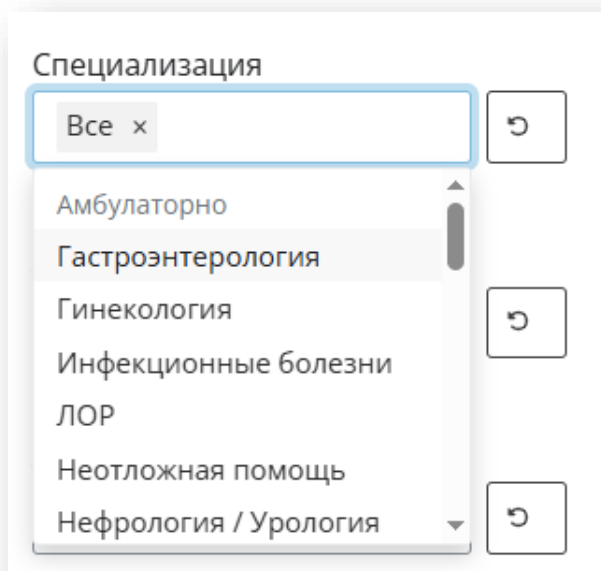 Специализация
Все ×
Амбулаторно
Гастроэнтерология
Гинекология
Инфекционные болезни
ЛОР
Неотложная помощь
Нефрология / Урология